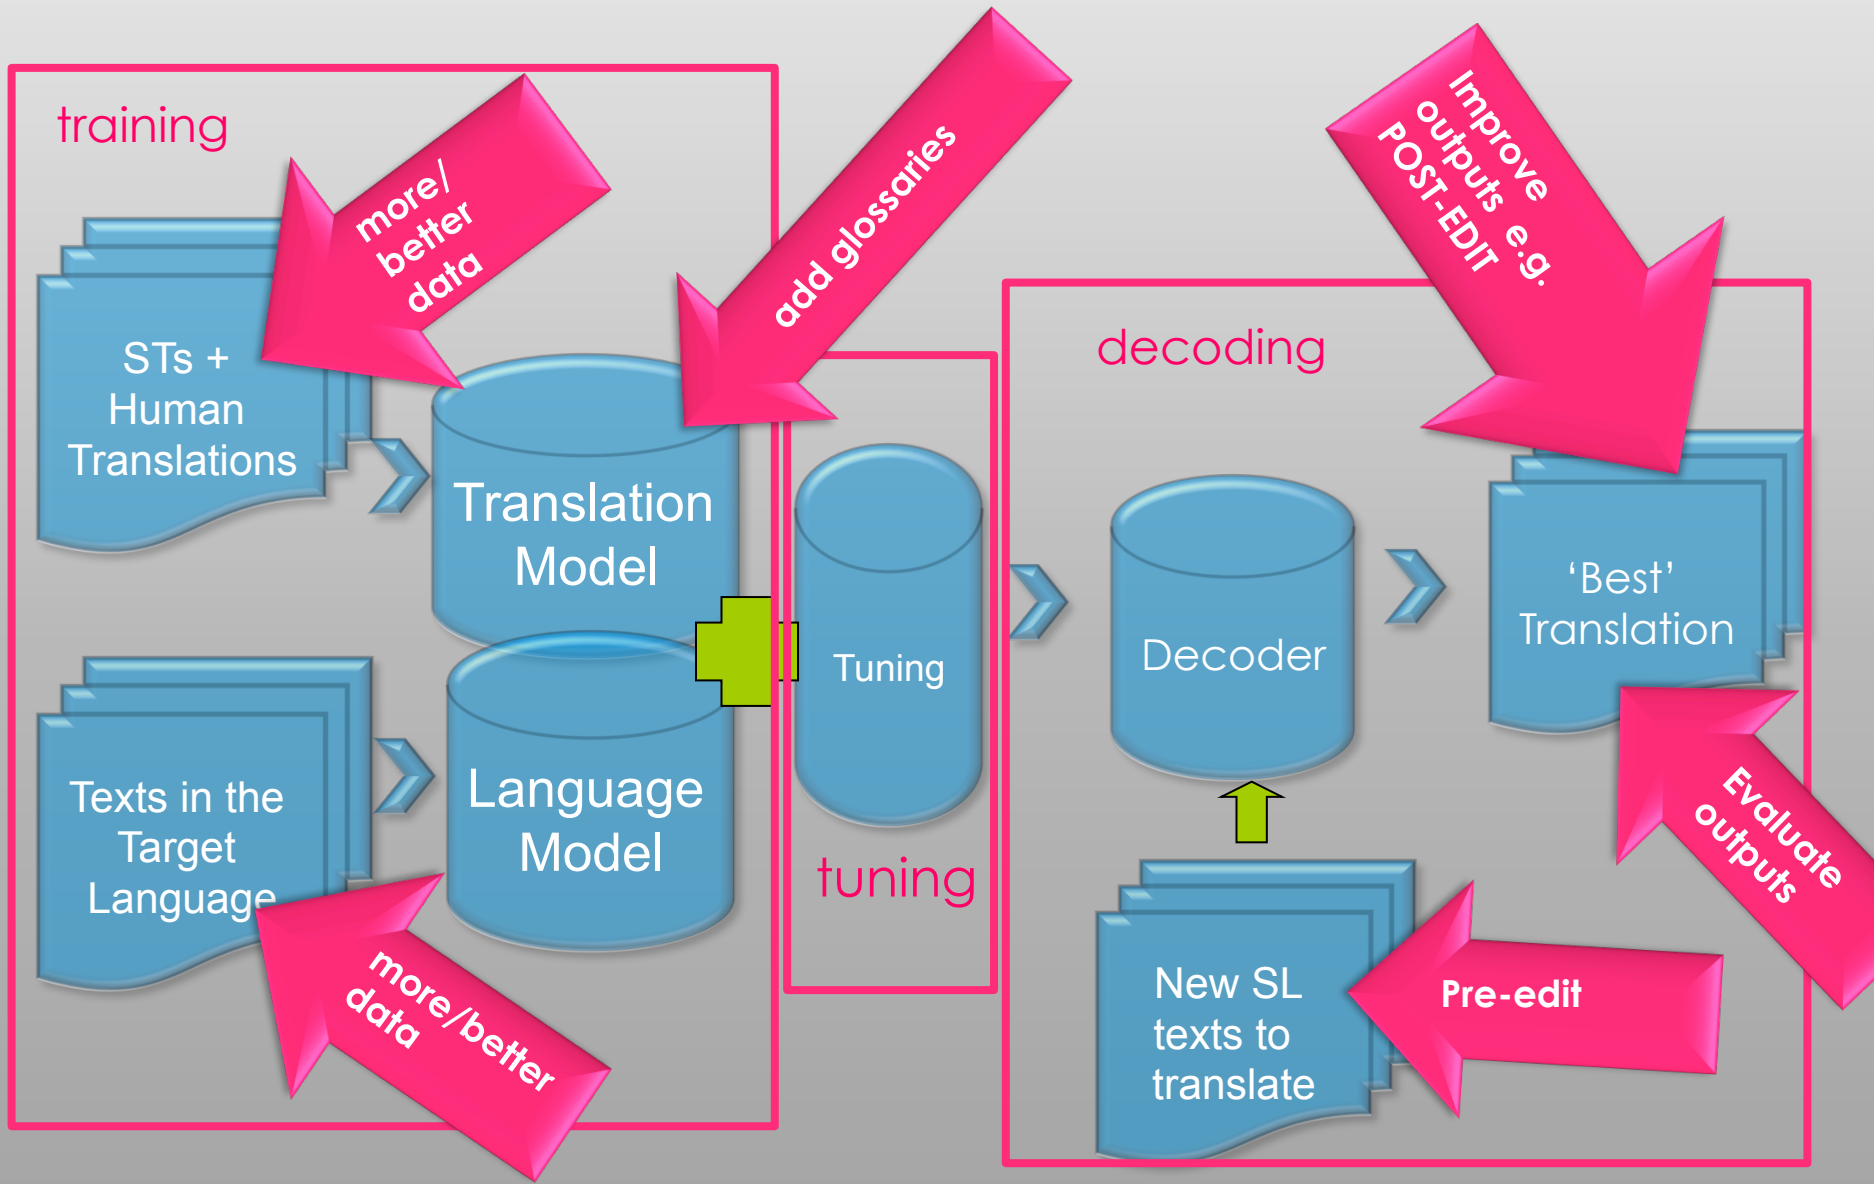 training
more/
better
data
add glossaries
Improve
outputs e.g.
POST-EDIT
STs +
Human
Translations
Translation
Model
decoding
'Best'
Translation
Tuning
Decoder
Texts in the
Target
Language
Language
Model
tuning
more/better
data
New SL
texts to
translate
Pre-edit
Evaluate
outputs